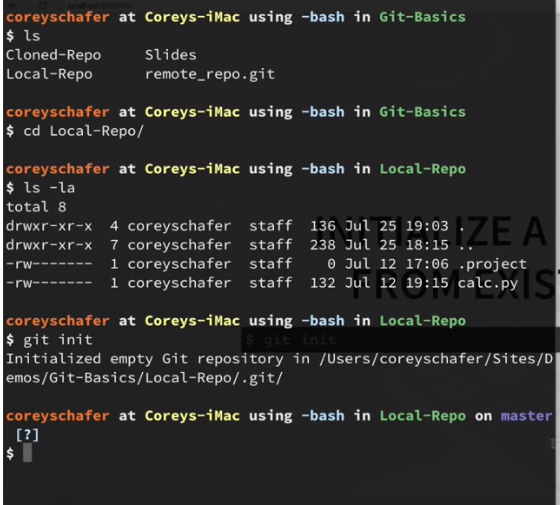 coreyschafer at Coreys-iMac using -bash in Git-Basics
$ ls
Cloned-Repo Slides
Local-Repo remote_repo.git
coreyschafer at Coreys-iMac using -bash in Git-Basics
$ cd Local-Repo/
coreyschafer at Coreys-iMac using -bash in Local-Repo
$ ls -la
total 8
drwxr-xr-x 4 coreyschafer staff 136 Jul 25 19:03 .
drwxr-xr-x 7 coreyschafer staff 238 Jul 25 18:15 ..
-rw------- 1 coreyschafer staff 0 Jul 12 17:06 .project
-rw------- 1 coreyschafer staff 132 Jul 12 19:15 calc.py
INITIALIZE A
FROM EXIST
coreyschafer at Coreys-iMac using -bash in Local-Repo
$ git init
$ git init
Initialized empty Git repository in /Users/coreyschafer/Sites/D
emos/Git-Basics/Local-Repo/.git/
coreyschafer at Coreys-iMac using -bash in Local-Repo on master
[?]
$